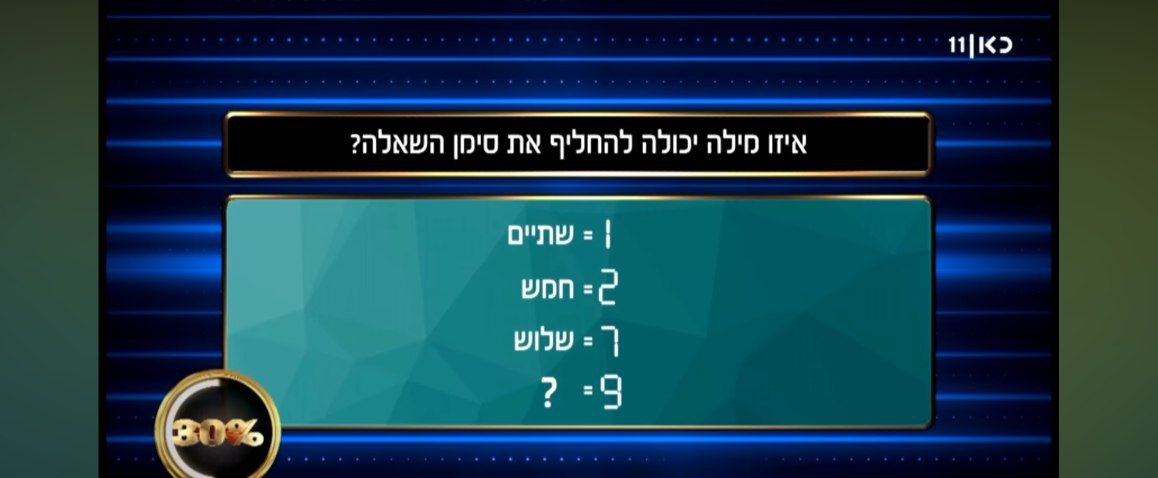 כאן 11
איזו מילה יכולה להחליף את סימן השאלה?
1 = שתיים
2 = חמש
7 = שלוש
9 = ?
30%